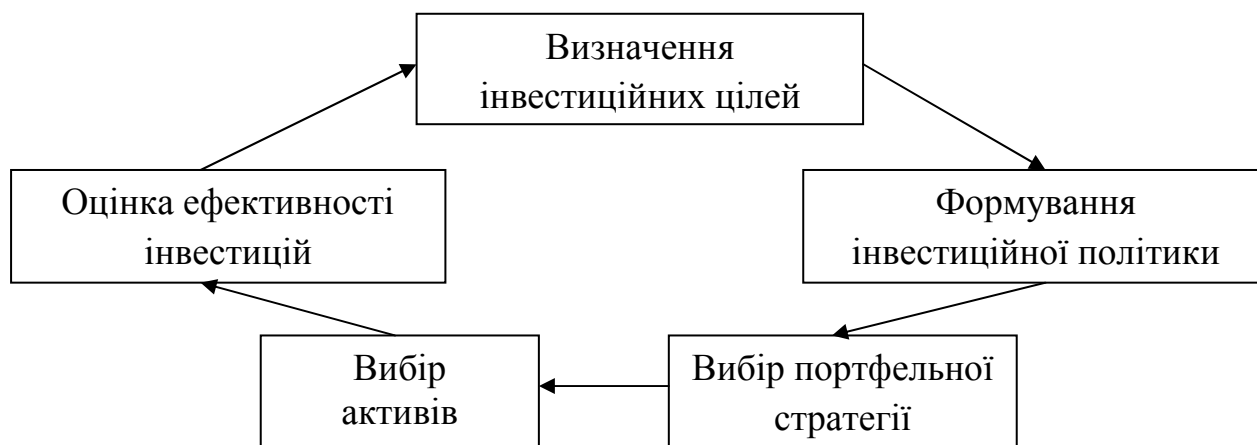 Визначення
інвестиційних цілей
Оцінка ефективності
інвестицій
Формування
інвестиційної політики
Вибір
активів
Вибір портфельної
стратегії